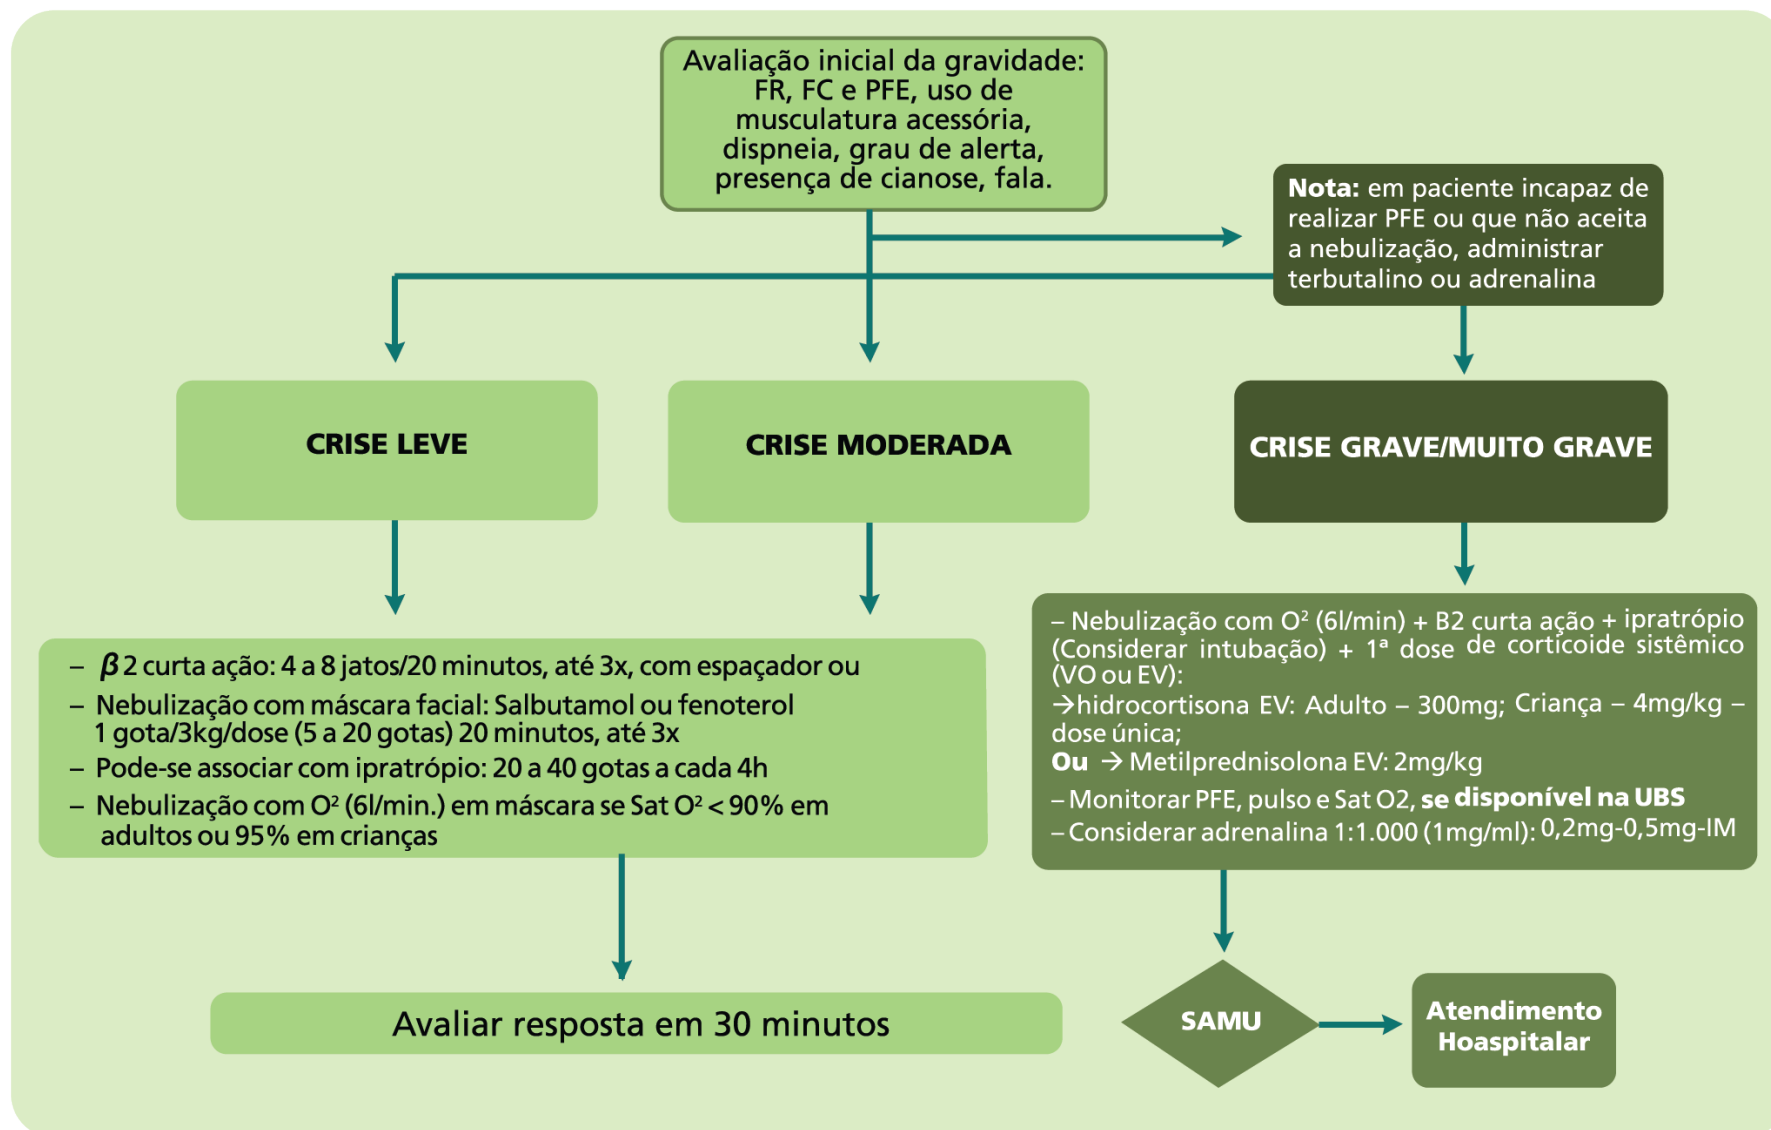 Avaliação inicial da gravidade:
FR, FC e PFE, uso de
musculatura acessória,
dispneia, grau de alerta,
presença de cianose, fala.
Nota: em paciente incapaz de
realizar PFE ou que não aceita
a nebulização, administrar
terbutalino ou adrenalina
CRISE LEVE
CRISE MODERADA
CRISE GRAVE/MUITO GRAVE
– β 2 curta ação: 4 a 8 jatos/20 minutos, até 3x, com espaçador ou
– Nebulização com máscara facial: Salbutamol ou fenoterol
1 gota/3kg/dose (5 a 20 gotas) 20 minutos, até 3x
– Pode-se associar com ipratrópio: 20 a 40 gotas a cada 4h
– Nebulização com O² (6l/min.) em máscara se Sat O² < 90% em
adultos ou 95% em crianças
– Nebulização com O² (6l/min) + B2 curta ação + ipratrópio
(Considerar intubação) + 1ª dose de corticoide sistêmico
(VO ou EV):
→hidrocortisona EV: Adulto – 300mg; Criança – 4mg/kg –
dose única;
Ou → Metilprednisolona EV: 2mg/kg
– Monitorar PFE, pulso e Sat O2, se disponível na UBS
– Considerar adrenalina 1:1.000 (1mg/ml): 0,2mg-0,5mg-IM
Avaliar resposta em 30 minutos
SAMU
Atendimento
Hoaspitalar